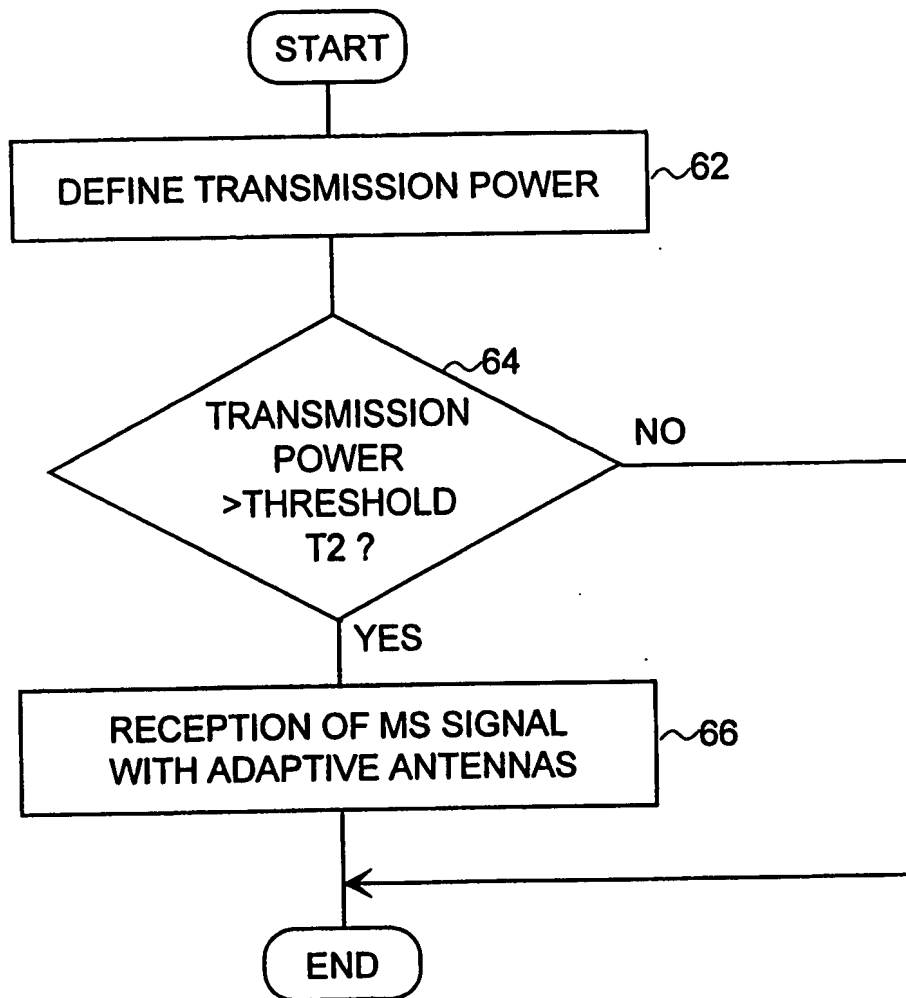 START
DEFINE TRANSMISSION POWER
62
64
TRANSMISSION
POWER
>THRESHOLD
T2 ?
NO
YES
RECEPTION OF MS SIGNAL
WITH ADAPTIVE ANTENNAS
66
END